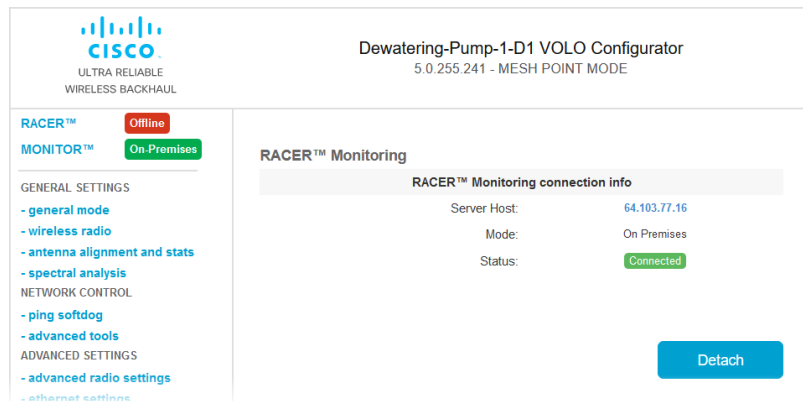 CISCO
ULTRA RELIABLE
WIRELESS BACKHAUL
Dewatering-Pump-1-D1 VOLO Configurator
5.0.255.241 - MESH POINT MODE
RACER™ Offline
MONITOR™ On-Premises
GENERAL SETTINGS
- general mode
- wireless radio
- antenna alignment and stats
- spectral analysis
NETWORK CONTROL
- ping softdog
- advanced tools
ADVANCED SETTINGS
- advanced radio settings
- ethernet settings
RACER™ Monitoring
RACER™ Monitoring connection info
Server Host: 64.103.77.16
Mode: On Premises
Status: Connected
Detach